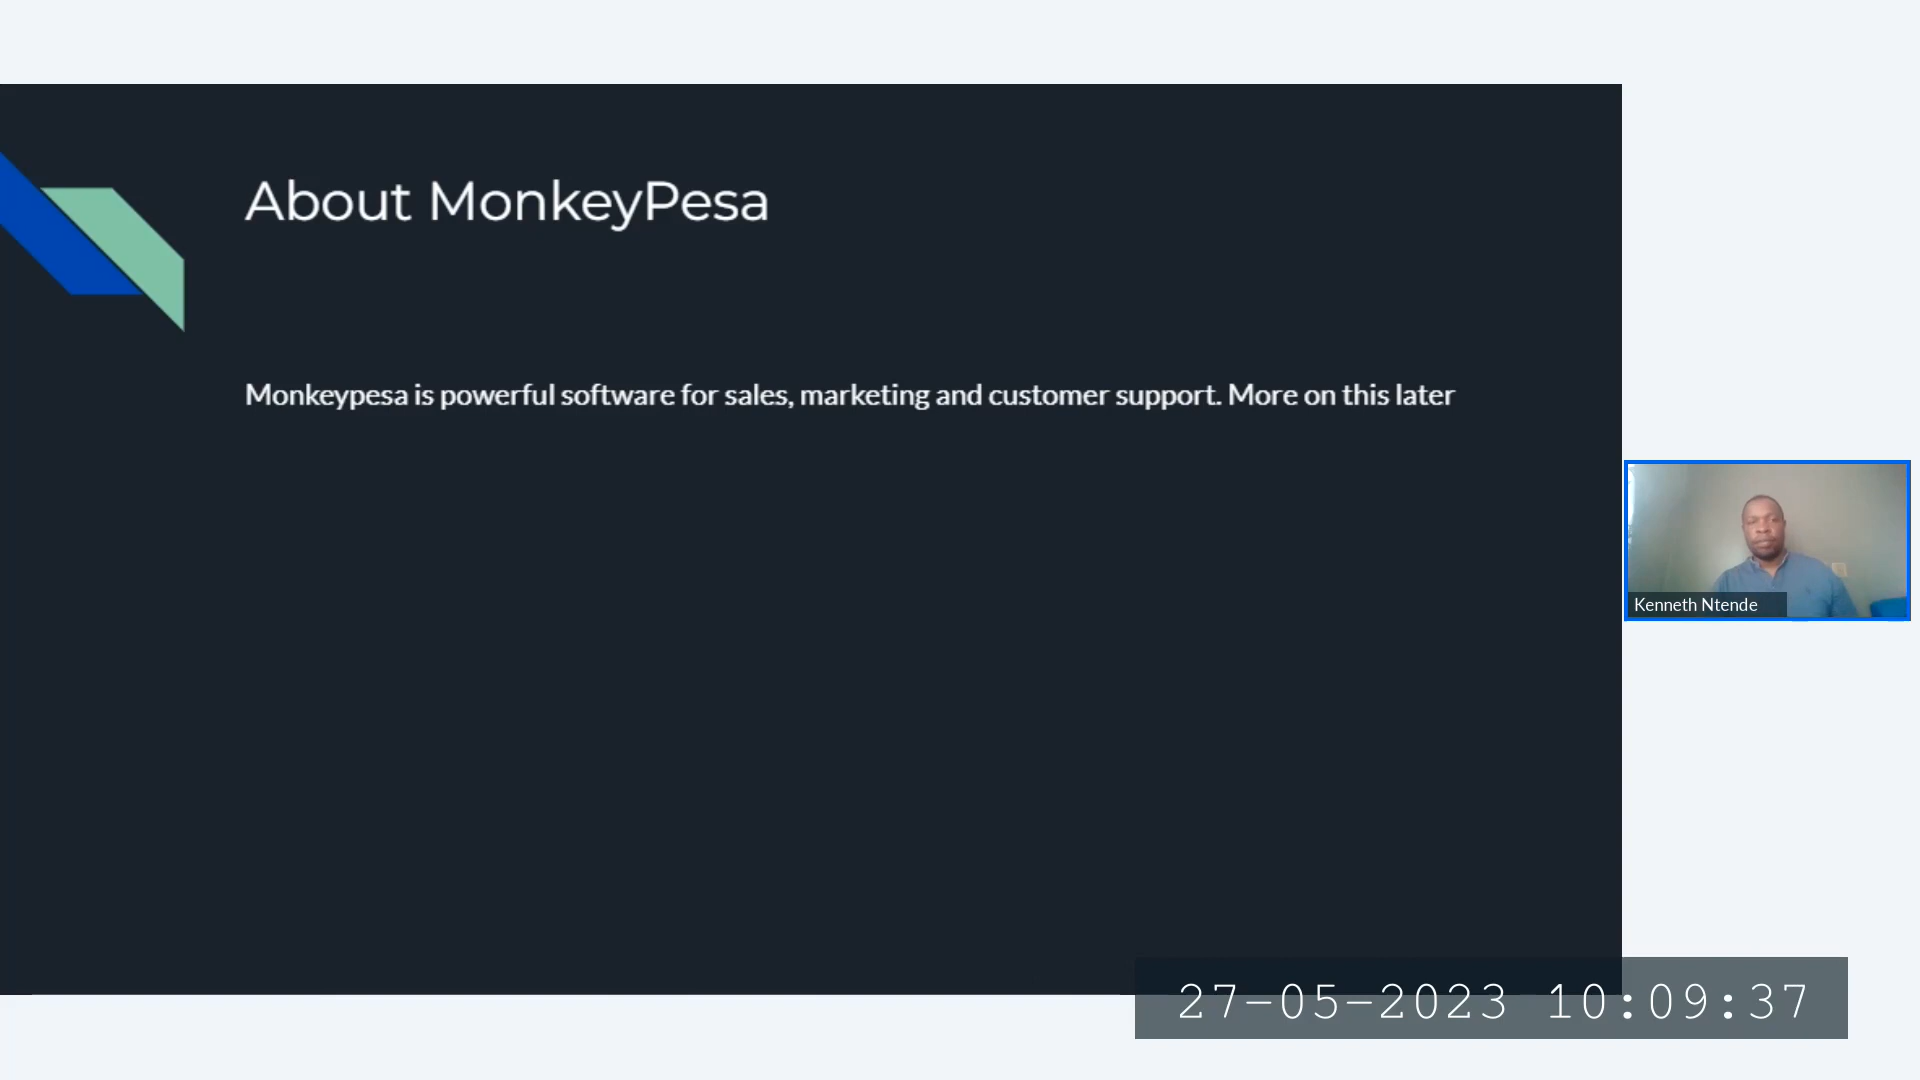 About MonkeyPesa
Monkeypesa is powerful software for sales, marketing and customer support. More on this later
Kenneth Ntende
27-05-2023 10:09:37